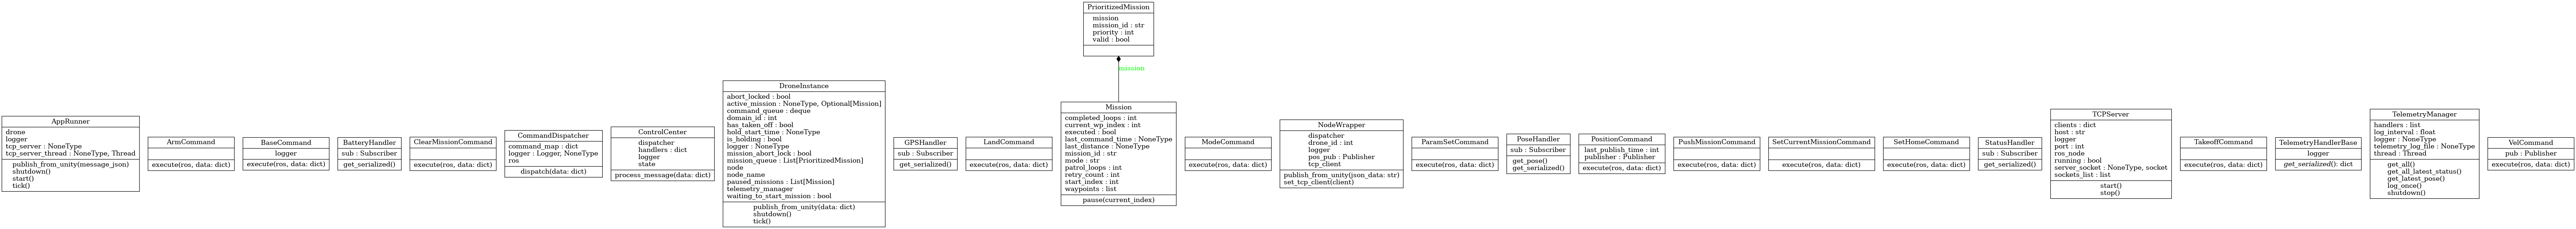 PrioritizedMission
mission
mission_id : str
priority : int
valid : bool
mission
AppRunner
drone
logger
tcp_server : NoneType
tcp_server_thread : NoneType, Thread
publish_from_unity(message_json)
shutdown()
start()
tick()
ArmCommand
execute(ros, data: dict)
BaseCommand
logger
execute(ros, data: dict)
BatteryHandler
sub : Subscriber
get_serialized()
ClearMissionCommand
execute(ros, data: dict)
CommandDispatcher
command_map : dict
logger : Logger, NoneType
ros
dispatch(data: dict)
ControlCenter
dispatcher
handlers : dict
logger
state
process_message(data: dict)
DroneInstance
abort_locked : bool
active_mission : NoneType, Optional[Mission]
command_queue : deque
domain_id : int
has_taken_off : bool
hold_start_time : NoneType
is_holding : bool
logger : NoneType
mission_abort_lock : bool
mission_queue : List[PrioritizedMission]
node
node_name
paused_missions : List[Mission]
telemetry_manager
waiting_to_start_mission : bool
publish_from_unity(data: dict)
shutdown()
tick()
GPSHandler
sub : Subscriber
get_serialized()
LandCommand
execute(ros, data: dict)
Mission
completed_loops : int
current_wp_index : int
executed : bool
last_command_time : NoneType
last_distance : NoneType
mission_id : str
mode : str
patrol_loops : int
retry_count : int
start_index : int
waypoints : list
pause(current_index)
ModeCommand
execute(ros, data: dict)
NodeWrapper
dispatcher
drone_id : int
logger
pos_pub : Publisher
tcp_client
publish_from_unity(json_data: str)
set_tcp_client(client)
ParamSetCommand
execute(ros, data: dict)
PoseHandler
sub : Subscriber
get_pose()
get_serialized()
PositionCommand
last_publish_time : int
publisher : Publisher
execute(ros, data: dict)
PushMissionCommand
execute(ros, data: dict)
SetCurrentMissionCommand
execute(ros, data: dict)
SetHomeCommand
execute(ros, data: dict)
StatusHandler
sub : Subscriber
get_serialized()
TCPServer
clients : dict
host : str
logger
port : int
ros_node
running : bool
server_socket : NoneType, socket
sockets_list : list
start()
stop()
TakeoffCommand
execute(ros, data: dict)
TelemetryHandlerBase
logger
get_serialized(): dict
TelemetryManager
handlers : list
log_interval : float
logger : NoneType
telemetry_log_file : NoneType
thread : Thread
get_all()
get_all_latest_status()
get_latest_pose()
log_once()
shutdown()
VelCommand
pub : Publisher
execute(ros, data: dict)